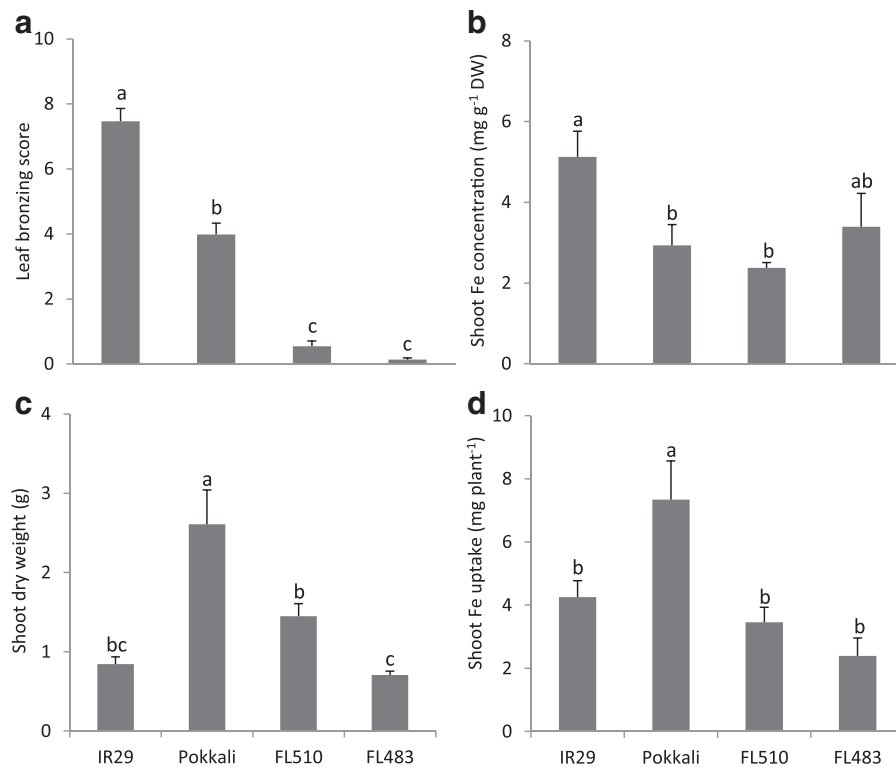 a
10
8
6
4
2
0
Leaf bronzing score
a
b
c
c
b
8
6
4
2
0
Shoot Fe concentration (mg g⁻¹ DW)
a
b
b
ab
c
4
3
2
1
0
Shoot dry weight (g)
bc
a
b
c
IR29 Pokkali FL510 FL483
d
10
8
6
4
2
0
Shoot Fe uptake (mg plant⁻¹)
b
a
b
b
IR29 Pokkali FL510 FL483